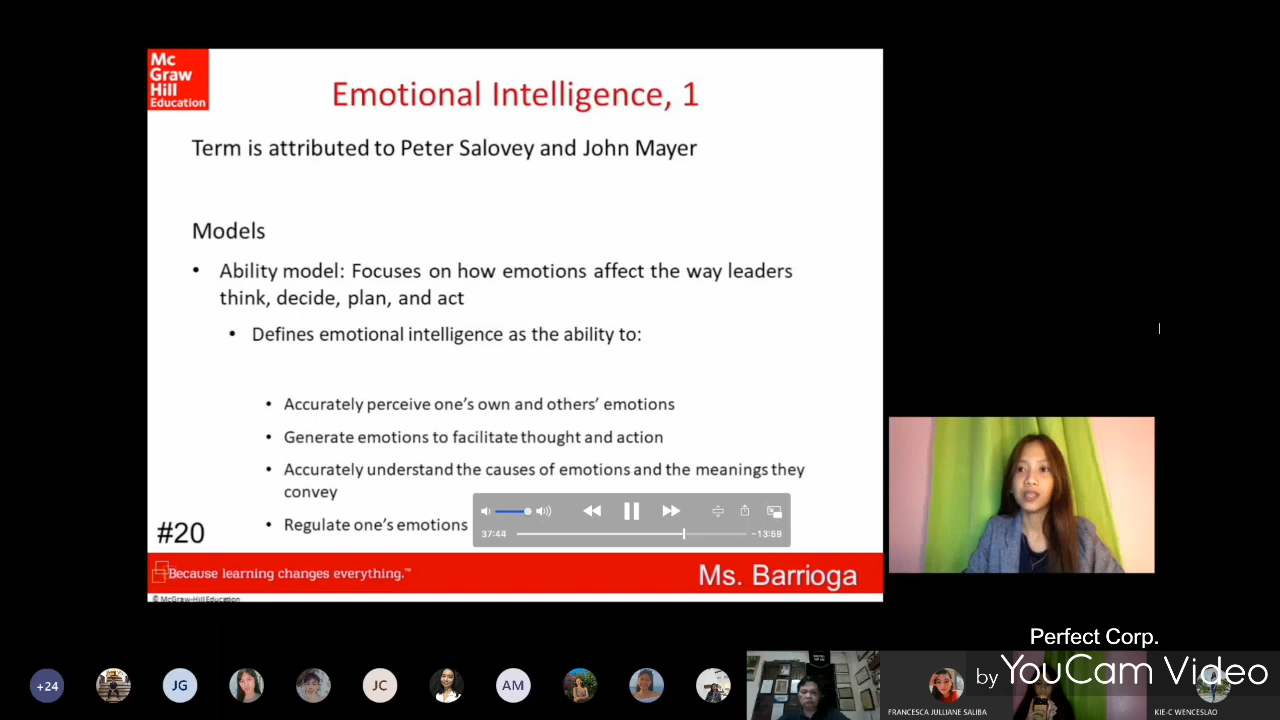 Mc
Graw
Hill
Education
Emotional Intelligence, 1
Term is attributed to Peter Salovey and John Mayer
Models
• Ability model: Focuses on how emotions affect the way leaders
think, decide, plan, and act
• Defines emotional intelligence as the ability to:
• Accurately perceive one's own and others' emotions
• Generate emotions to facilitate thought and action
• Accurately understand the causes of emotions and the meanings they
convey
• Regulate one's emotions
37:44
-13:59
#20
Because learning changes everything.™
Ms. Barrioga
© McGraw-Hill Education
Perfect Corp.
by YouCam Video
+24
JG
JC
AM
FRANCESCA JULLIANE SALIBA
KIE-C WENCESLAO